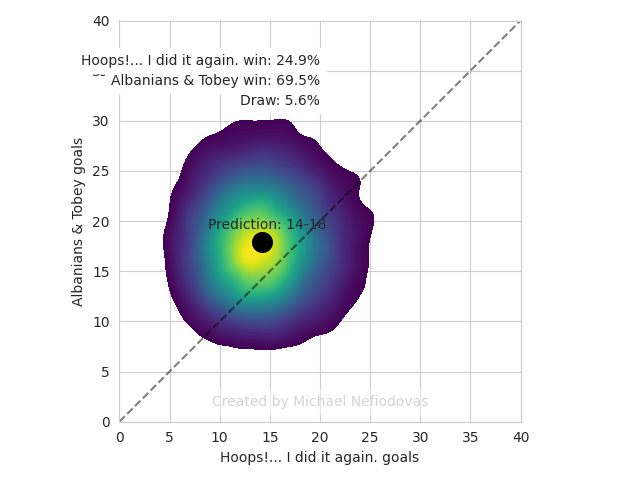 40
Hoops!... I did it again. win: 24.9%
Albanians & Tobey win: 69.5%
Draw: 5.6%
30
25
20
15
10
5
0
Albanians & Tobey goals
Prediction: 14-18
Created by Michael Nefiodovas
0 5 10 15 20 25 30 35 40
Hoops!... I did it again. goals